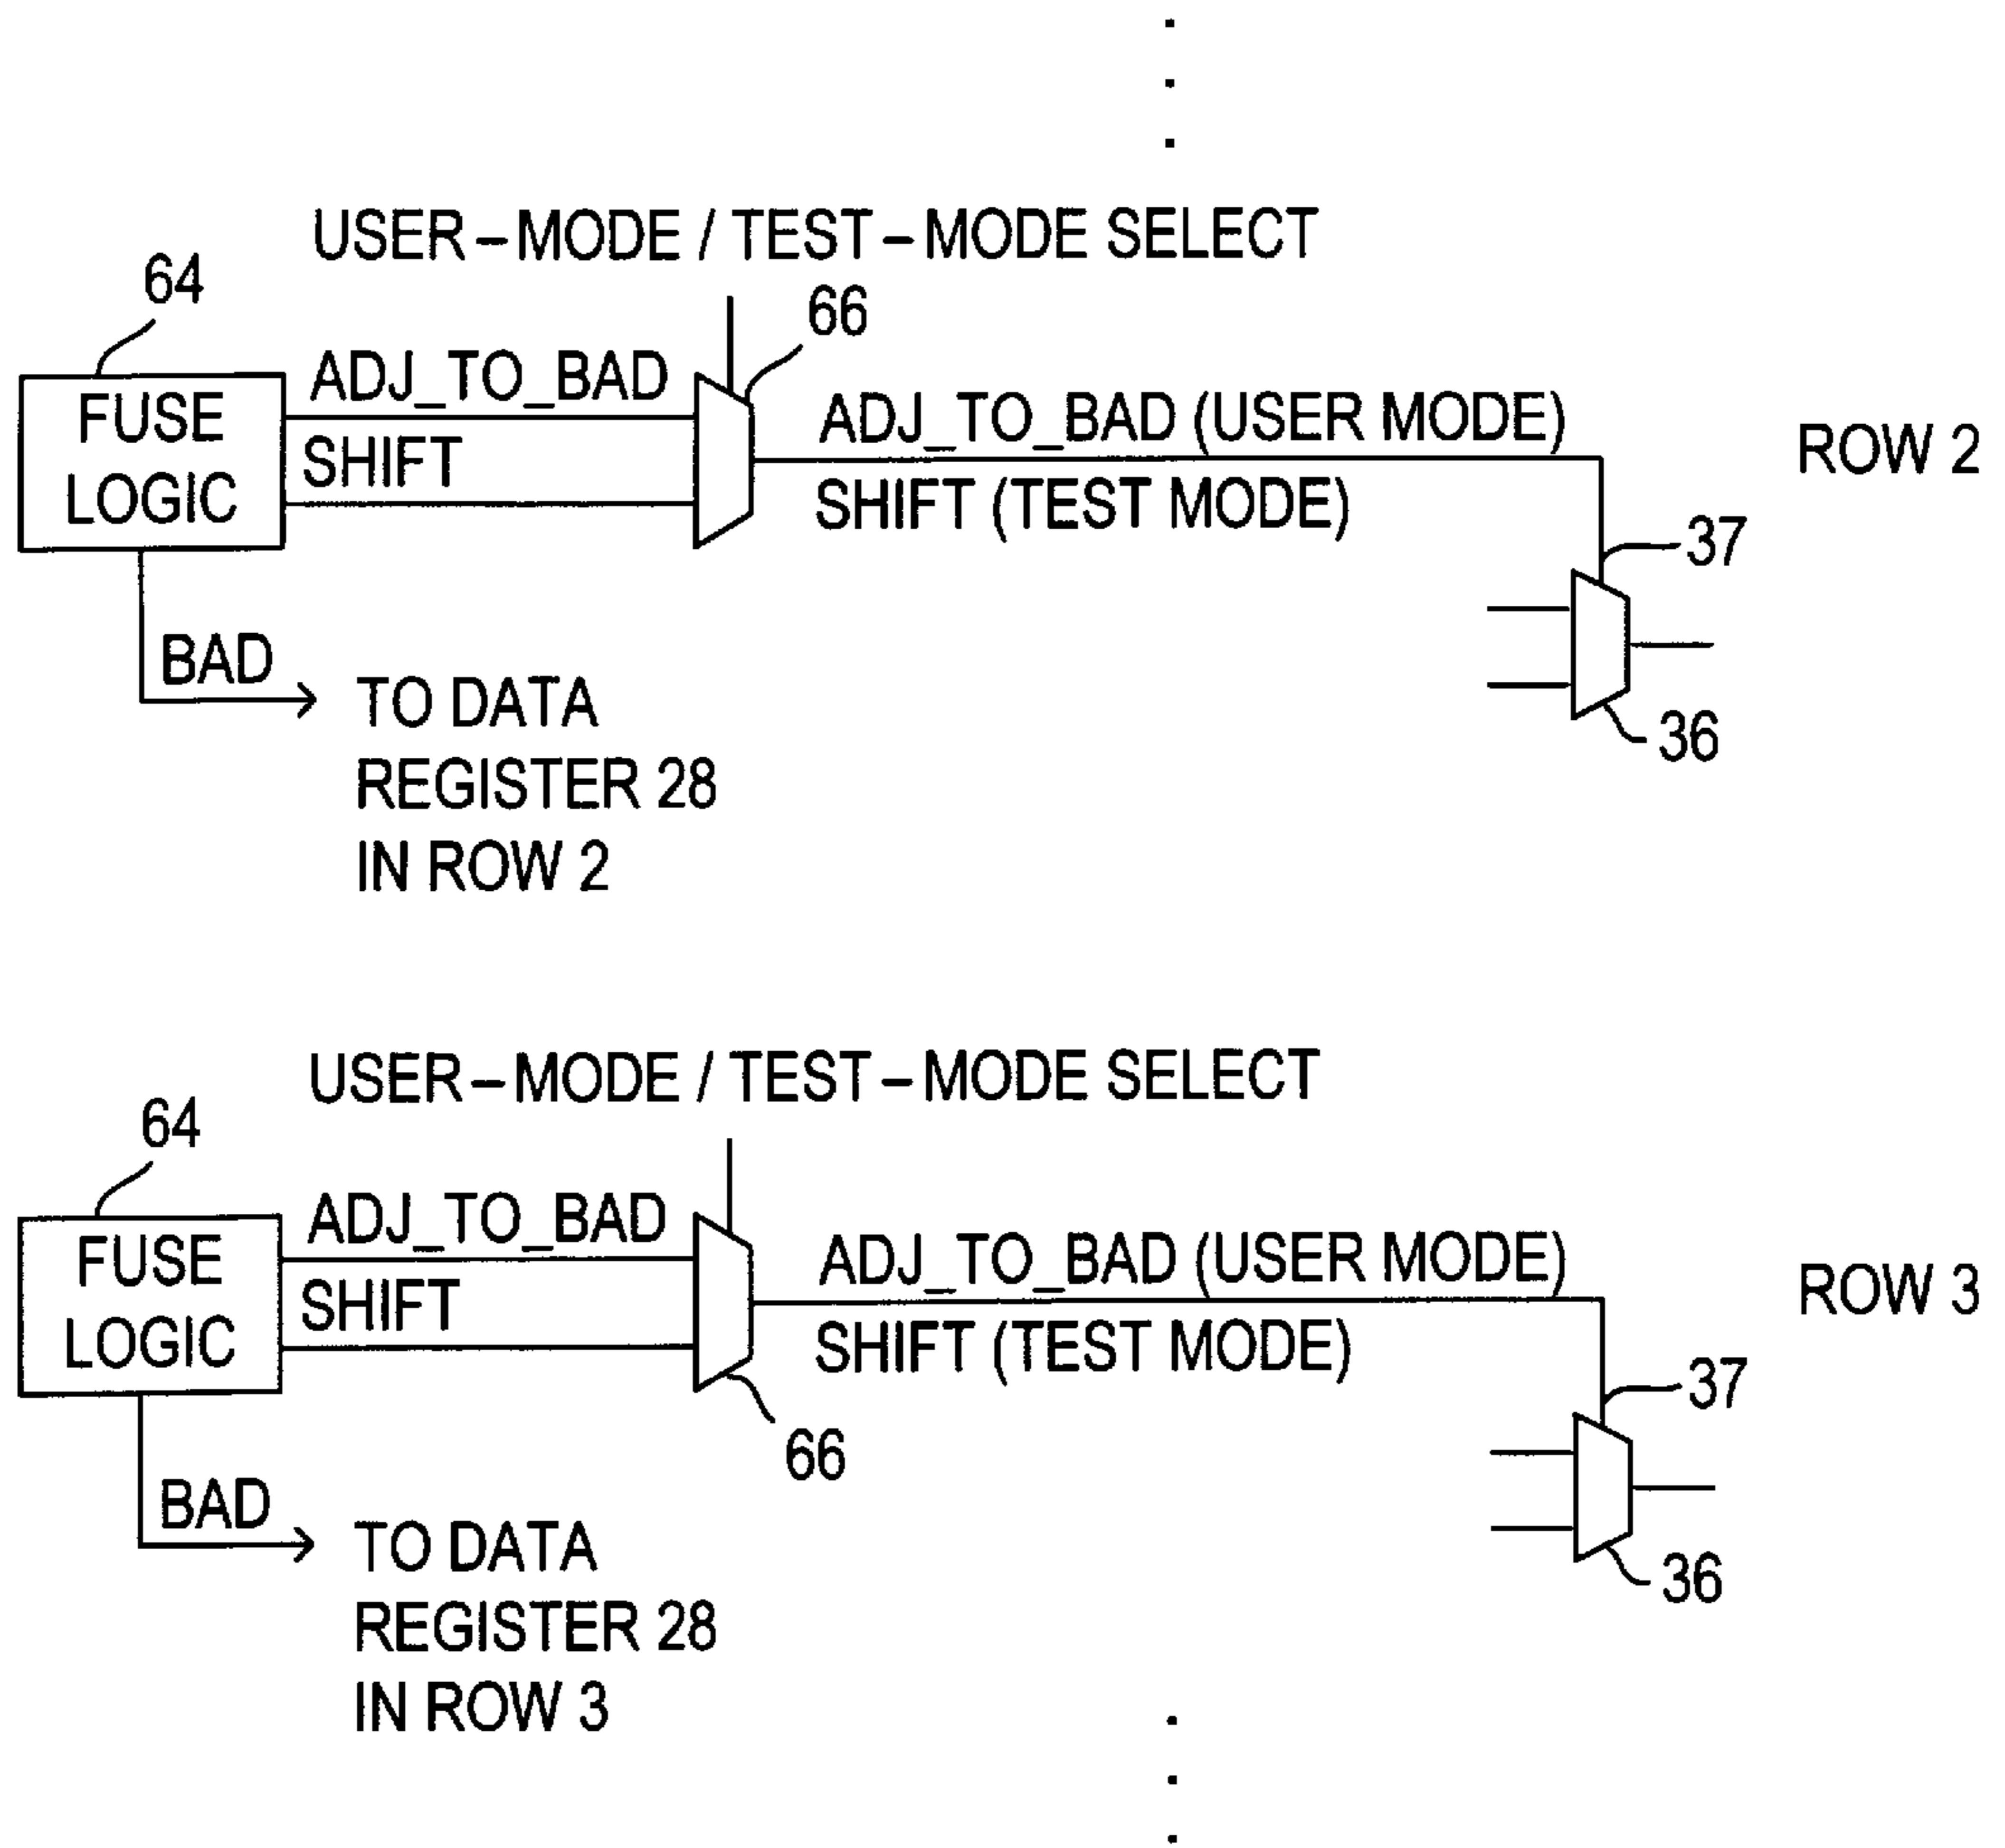 USER-MODE / TEST-MODE SELECT
64
66
FUSE
LOGIC
ADJ_TO_BAD
SHIFT
ADJ_TO_BAD (USER MODE)
SHIFT (TEST MODE)
ROW 2
37
36
BAD
TO DATA
REGISTER 28
IN ROW 2
USER-MODE / TEST-MODE SELECT
64
FUSE
LOGIC
ADJ_TO_BAD
SHIFT
ADJ_TO_BAD (USER MODE)
SHIFT (TEST MODE)
ROW 3
66
37
36
BAD
TO DATA
REGISTER 28
IN ROW 3